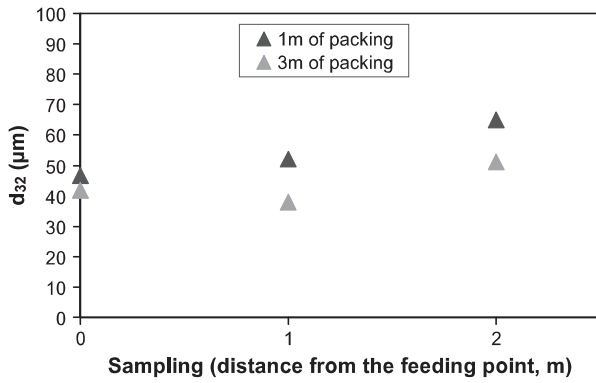 100
90
80
70
60
50
40
30
20
10
0
d32 (µm)
1m of packing
3m of packing
0 1 2
Sampling (distance from the feeding point, m)